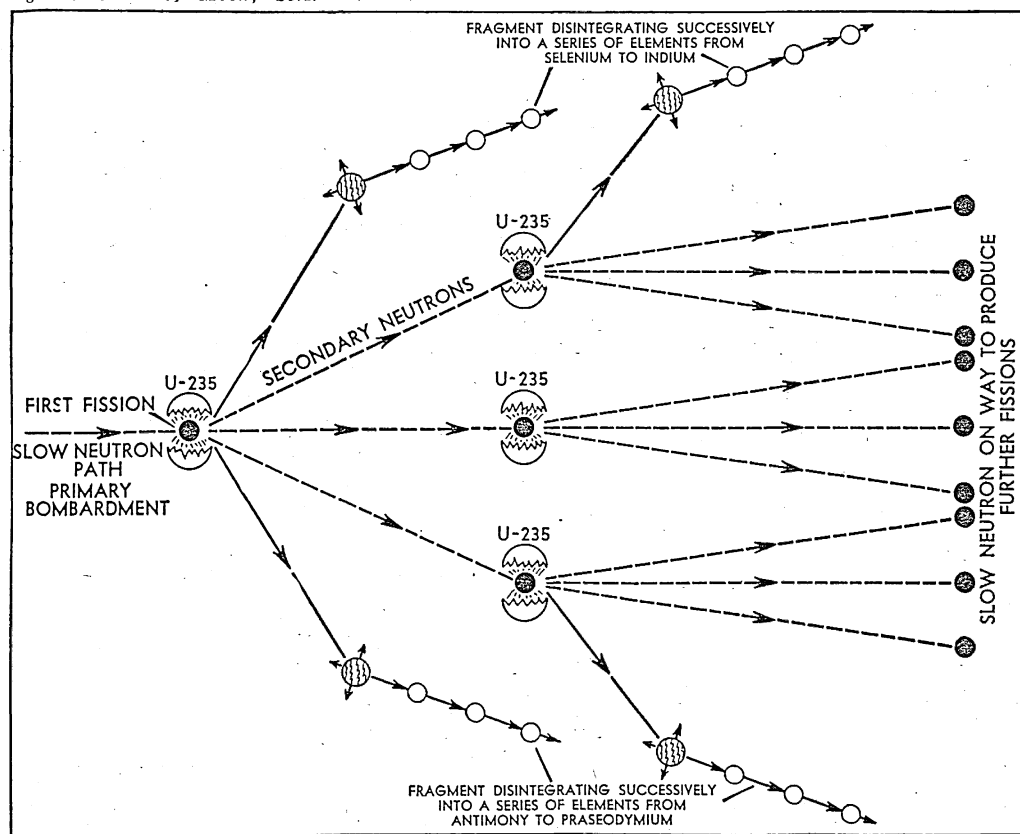 FRAGMENT DISINTEGRATING SUCCESSIVELY
INTO A SERIES OF ELEMENTS FROM
SELENIUM TO INDIUM
U-235
SECONDARY NEUTRONS
U-235
U-235
FIRST FISSION
SLOW NEUTRON
PATH
PRIMARY
BOMBARDMENT
U-235
SLOW NEUTRON ON WAY TO PRODUCE
FURTHER FISSIONS
FRAGMENT DISINTEGRATING SUCCESSIVELY
INTO A SERIES OF ELEMENTS FROM
ANTIMONY TO PRASEODYMIUM